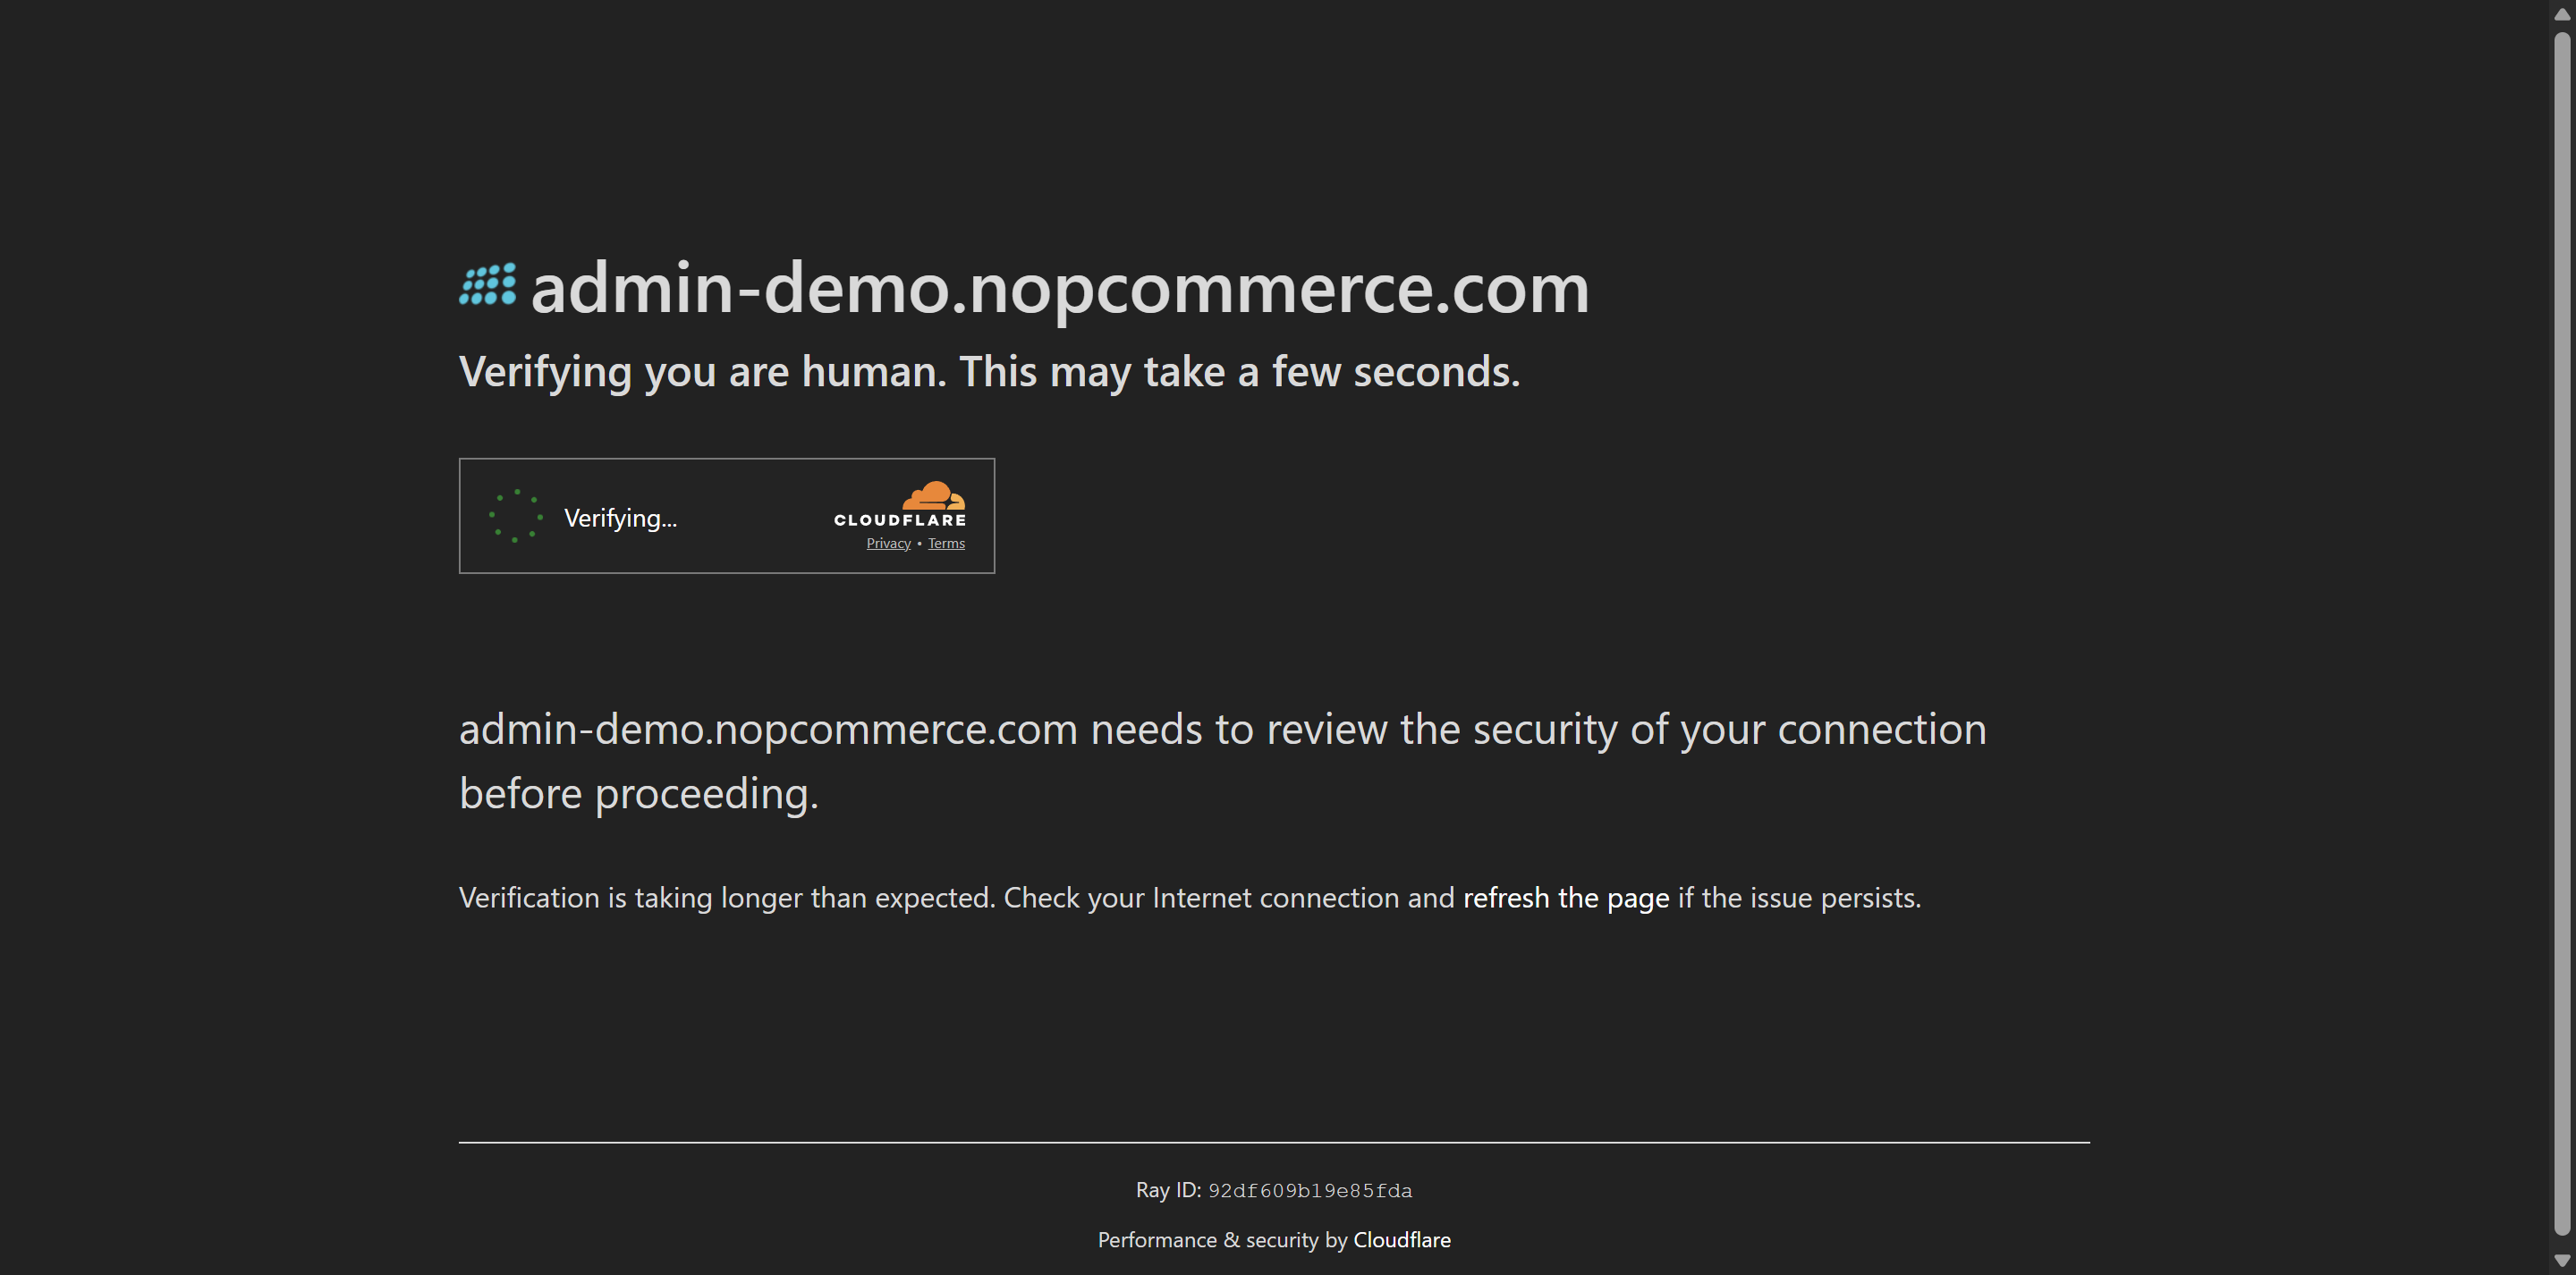 admin-demo.nopcommerce.com
Verifying you are human. This may take a few seconds.
Verifying...
CLOUDFLARE
Privacy • Terms
admin-demo.nopcommerce.com needs to review the security of your connection
before proceeding.
Verification is taking longer than expected. Check your Internet connection and refresh the page if the issue persists.
Ray ID: 92df609b19e85fda
Performance & security by Cloudflare